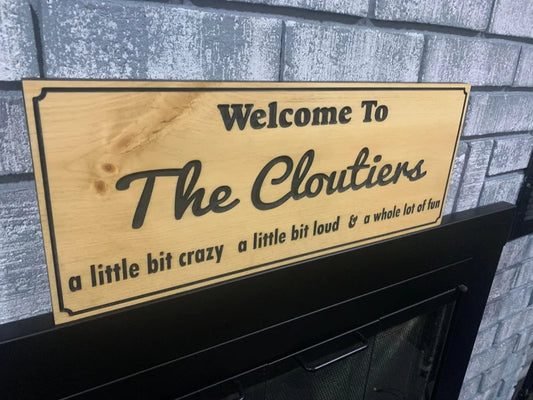 Welcome To
The Cloutiers
a little bit crazy a little bit loud & a whole lot of fun